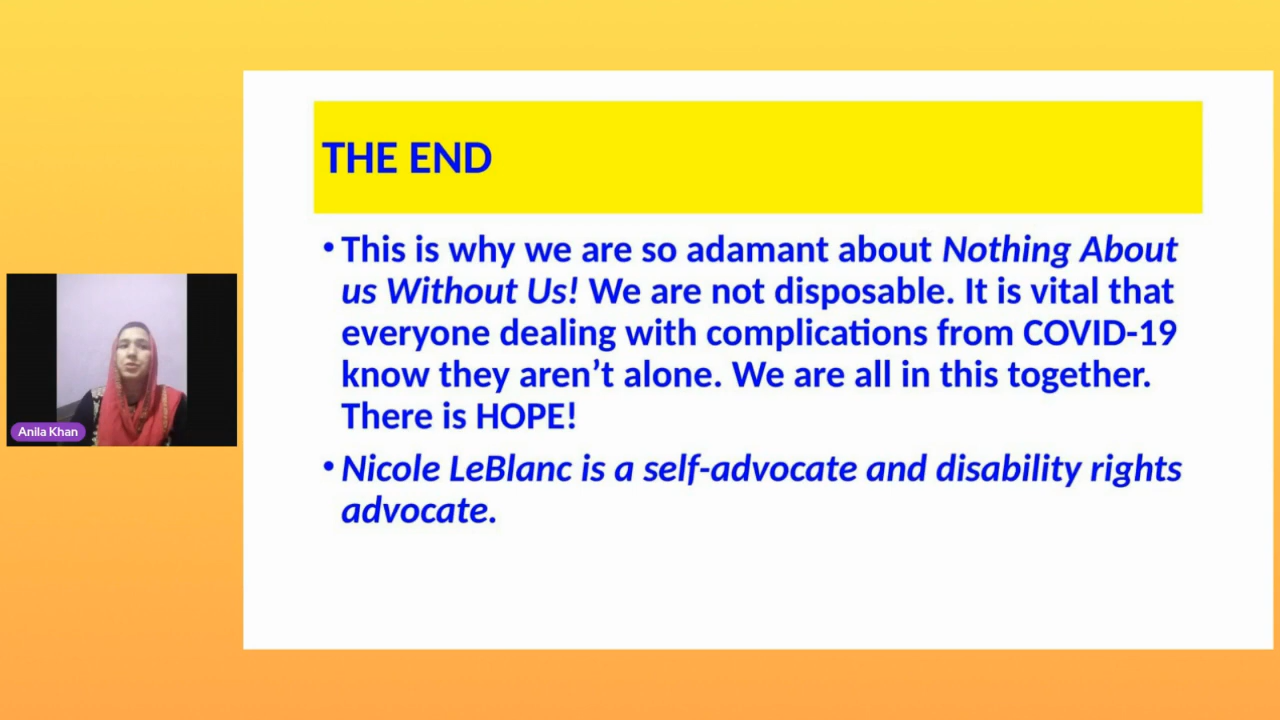 THE END
• This is why we are so adamant about Nothing About
us Without Us! We are not disposable. It is vital that
everyone dealing with complications from COVID-19
know they aren’t alone. We are all in this together.
There is HOPE!
• Nicole LeBlanc is a self-advocate and disability rights
advocate.
Anila Khan